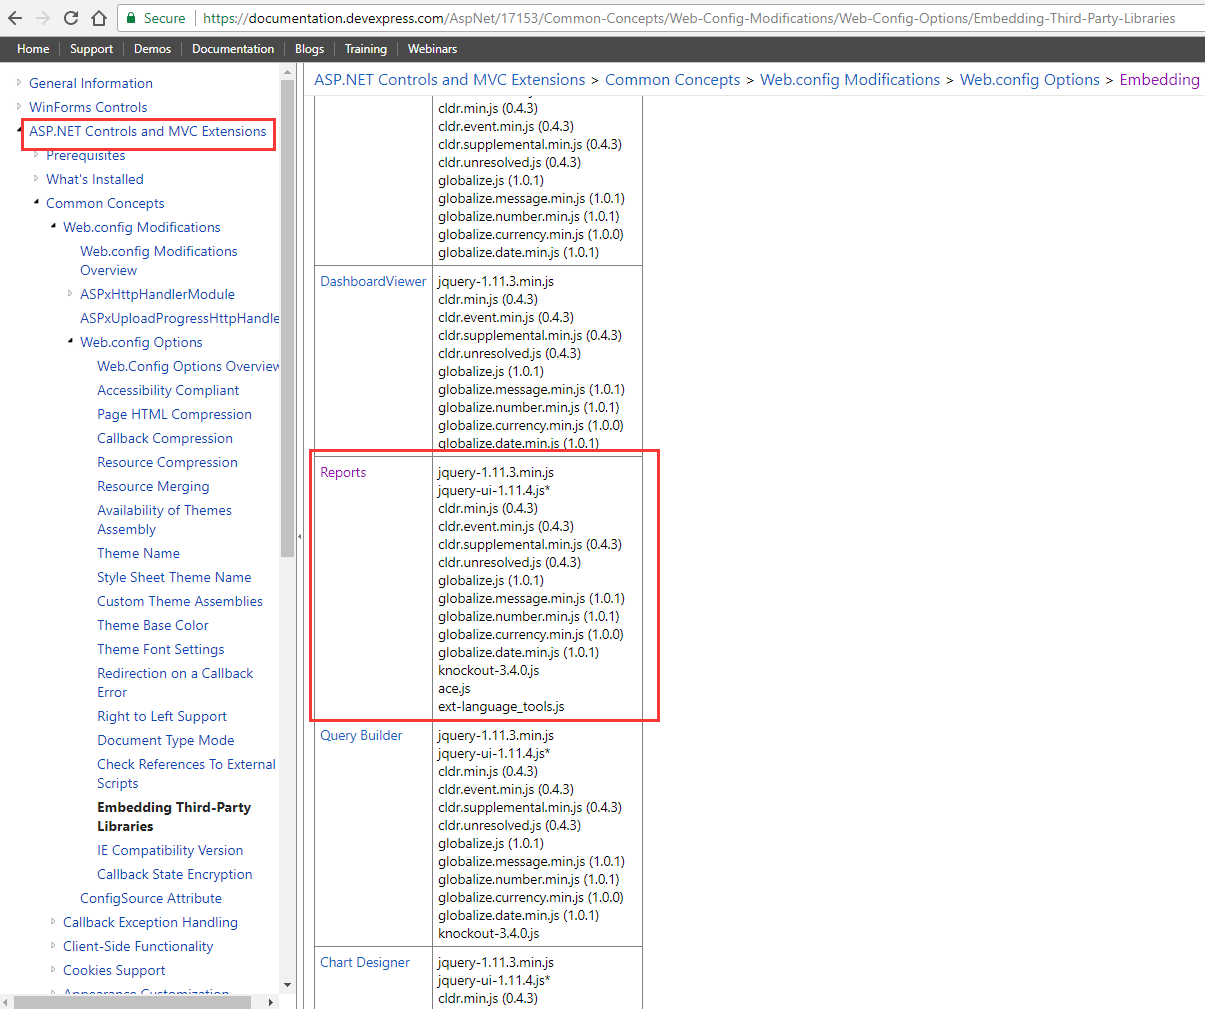 Secure https://documentation.devexpress.com/AspNet/17153/Common-Concepts/Web-Config-Modifications/Web-Config-Options/Embedding-Third-Party-Libraries
Home Support Demos Documentation Blogs Training Webinars
General Information
WinForms Controls
ASP.NET Controls and MVC Extensions
Prerequisites
What's Installed
Common Concepts
Web.config Modifications
Web.config Modifications
Overview
ASPxHttpHandlerModule
ASPxUploadProgressHttpHandle
Web.config Options
Web.Config Options Overview
Accessibility Compliant
Page HTML Compression
Callback Compression
Resource Compression
Resource Merging
Availability of Themes
Assembly
Theme Name
Style Sheet Theme Name
Custom Theme Assemblies
Theme Base Color
Theme Font Settings
Redirection on a Callback
Error
Right to Left Support
Document Type Mode
Check References To External
Scripts
Embedding Third-Party
Libraries
IE Compatibility Version
Callback State Encryption
ConfigSource Attribute
Callback Exception Handling
Client-Side Functionality
Cookies Support
Appearance Customization
ASP.NET Controls and MVC Extensions > Common Concepts > Web.config Modifications > Web.config Options > Embedding
cldr.min.js (0.4.3)
cldr.event.min.js (0.4.3)
cldr.supplemental.min.js (0.4.3)
cldr.unresolved.js (0.4.3)
globalize.js (1.0.1)
globalize.message.min.js (1.0.1)
globalize.number.min.js (1.0.1)
globalize.currency.min.js (1.0.0)
globalize.date.min.js (1.0.1)
DashboardViewer jquery-1.11.3.min.js
cldr.min.js (0.4.3)
cldr.event.min.js (0.4.3)
cldr.supplemental.min.js (0.4.3)
cldr.unresolved.js (0.4.3)
globalize.js (1.0.1)
globalize.message.min.js (1.0.1)
globalize.number.min.js (1.0.1)
globalize.currency.min.js (1.0.0)
globalize.date.min.js (1.0.1)
Reports jquery-1.11.3.min.js
jquery-ui-1.11.4.js*
cldr.min.js (0.4.3)
cldr.event.min.js (0.4.3)
cldr.supplemental.min.js (0.4.3)
cldr.unresolved.js (0.4.3)
globalize.js (1.0.1)
globalize.message.min.js (1.0.1)
globalize.number.min.js (1.0.1)
globalize.currency.min.js (1.0.0)
globalize.date.min.js (1.0.1)
knockout-3.4.0.js
ace.js
ext-language_tools.js
Query Builder jquery-1.11.3.min.js
jquery-ui-1.11.4.js*
cldr.min.js (0.4.3)
cldr.event.min.js (0.4.3)
cldr.supplemental.min.js (0.4.3)
cldr.unresolved.js (0.4.3)
globalize.js (1.0.1)
globalize.message.min.js (1.0.1)
globalize.number.min.js (1.0.1)
globalize.currency.min.js (1.0.0)
globalize.date.min.js (1.0.1)
knockout-3.4.0.js
Chart Designer jquery-1.11.3.min.js
jquery-ui-1.11.4.js*
cldr.min.js (0.4.3)